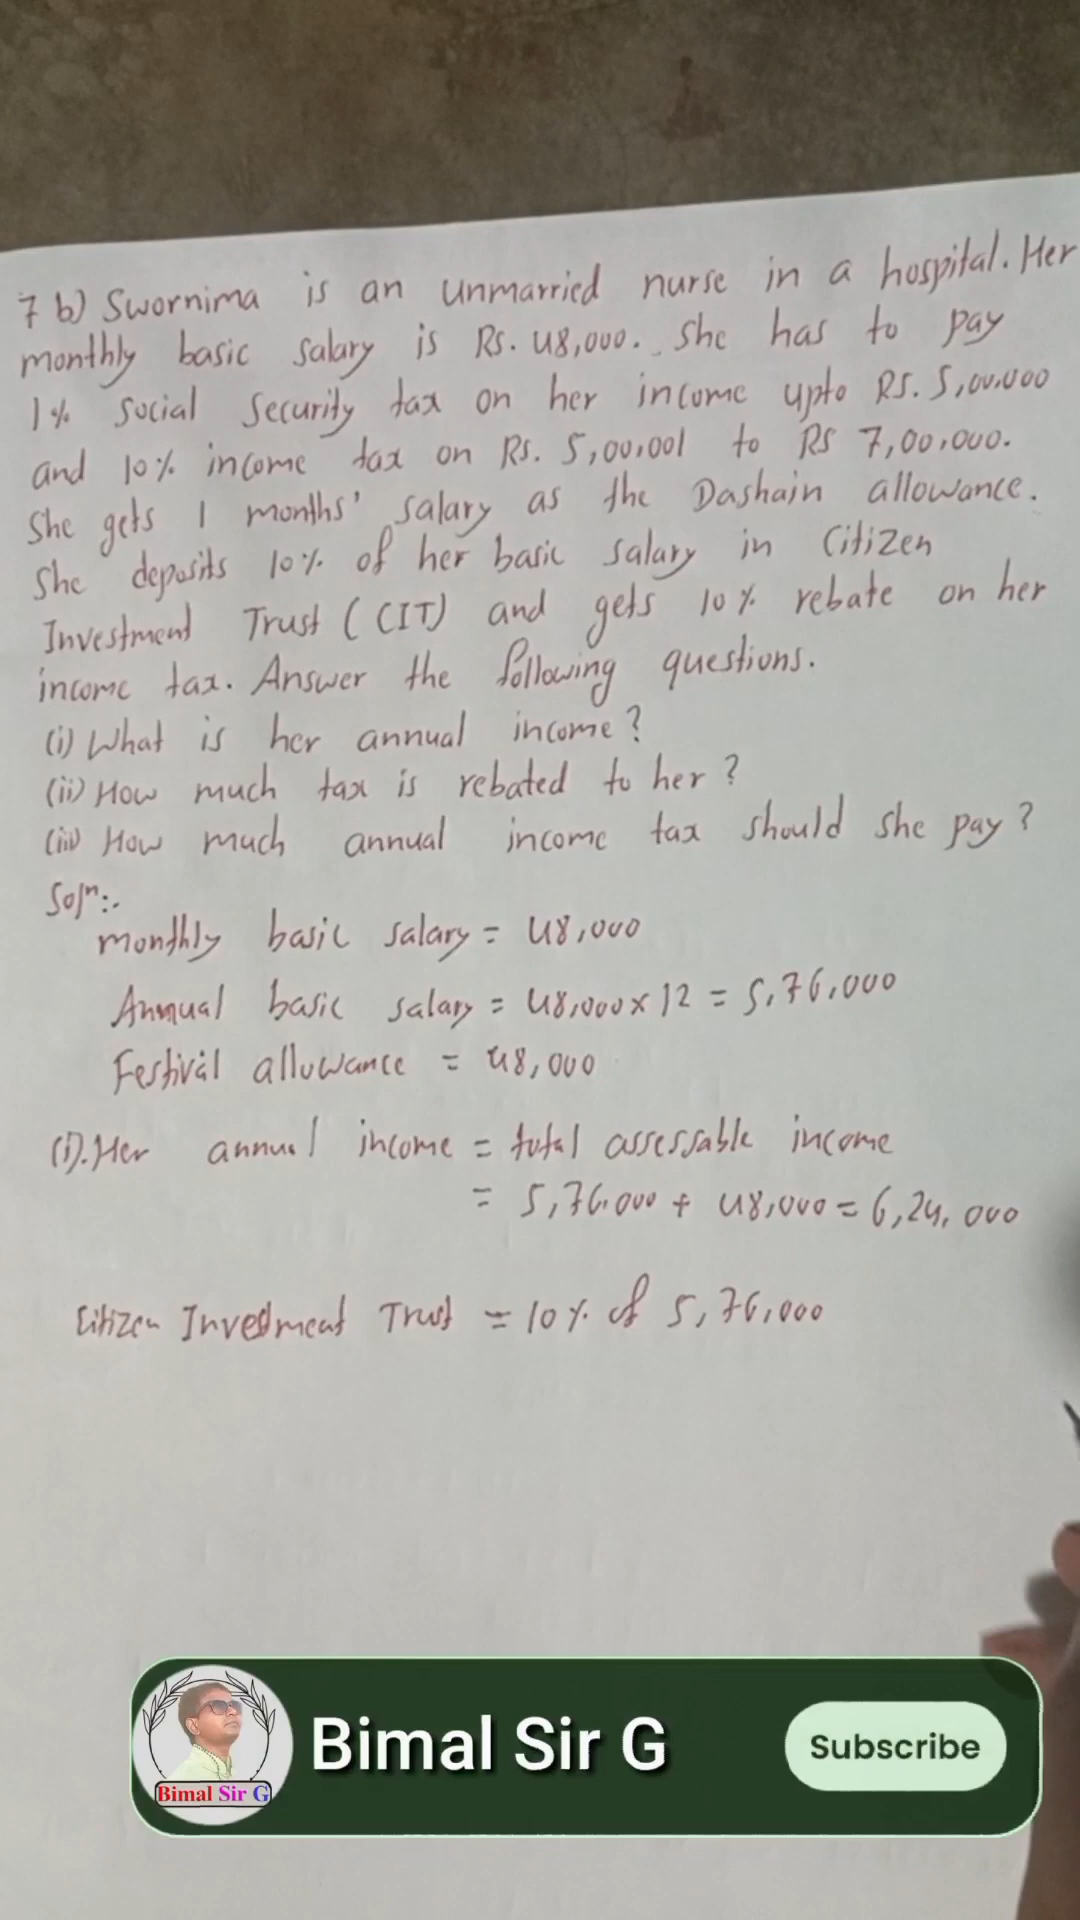 7 b) Swornima is an unmarried nurse in a hospital. Her
monthly basic salary is Rs. 48,000. She has to pay
1% social security tax on her income upto Rs. 5,00,000
and 10% income tax on Rs. 5,00,001 to Rs 7,00,000.
She gets 1 months' salary as the Dashain allowance.
She deposits 10% of her basic salary in Citizen
Investment Trust (CIT) and gets 10% rebate on her
income tax. Answer the following questions.
(i) What is her annual income?
(ii) How much tax is rebated to her?
(iii) How much annual income tax should she pay?
Solⁿ:.
monthly basic salary = 48,000
Annual basic salary = 48,000 x 12 = 5,76,000
Festival allowance = 48,000
(i). Her annual income = total assessable income
= 5,76,000 + 48,000 = 6,24,000
Citizen Investment Trust = 10% of 5,76,000
Bimal Sir G
Subscribe
Bimal Sir G